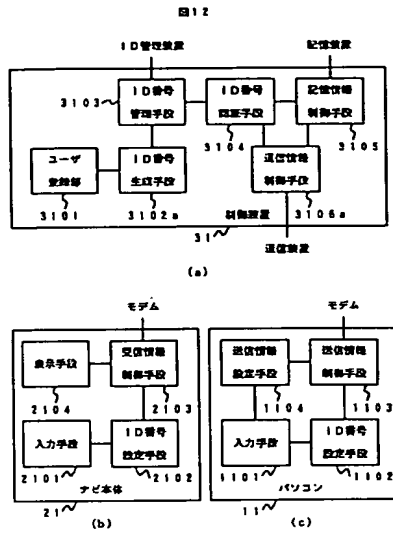 図12
ID管理装置
記憶装置
ID番号
管理手段
3103
ID番号
認証手段
3104
記憶情報
制御手段
3105
ユーザ
登録部
3101
ID番号
生成手段
3102a
通信情報
制御手段
3106a
制御装置
31
通信装置
(a)
モデム
表示手段
2104
受信情報
制御手段
2103
入力手段
2101
ID番号
設定手段
2102
ナビ本体
21
(b)
モデム
送信情報
設定手段
1104
送信情報
制御手段
1103
入力手段
1101
ID番号
設定手段
1102
パソコン
11
(c)